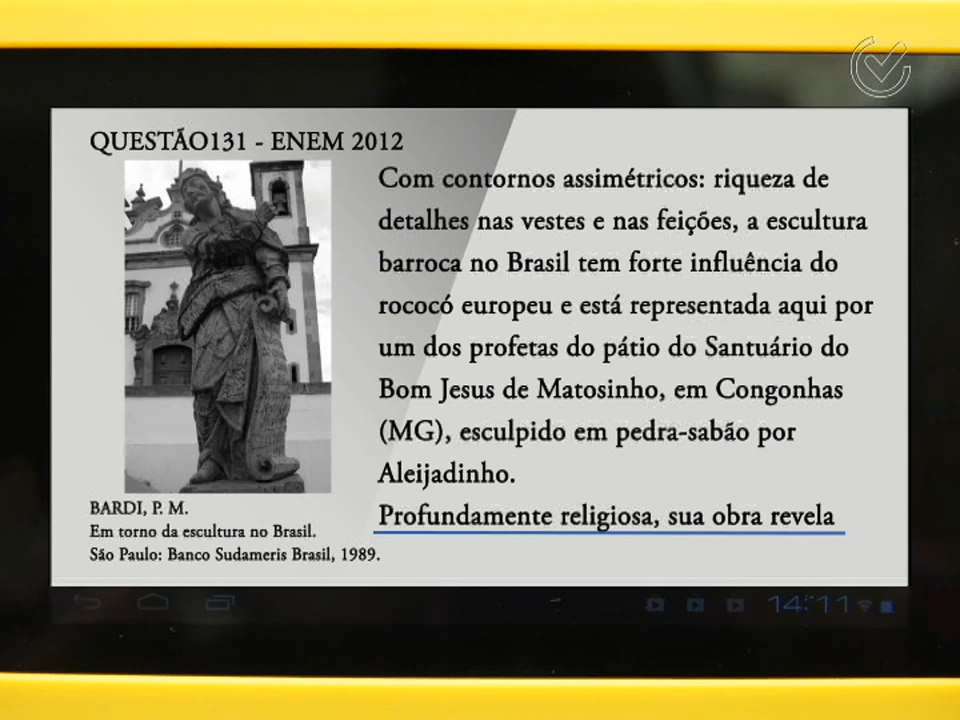 QUESTÃO131 - ENEM 2012
Com contornos assimétricos: riqueza de
detalhes nas vestes e nas feições, a escultura
barroca no Brasil tem forte influência do
rococó europeu e está representada aqui por
um dos profetas do pátio do Santuário do
Bom Jesus de Matosinho, em Congonhas
(MG), esculpido em pedra-sabão por
Aleijadinho.
Profundamente religiosa, sua obra revela
BARDI, P. M.
Em torno da escultura no Brasil.
São Paulo: Banco Sudameris Brasil, 1989.
14:11